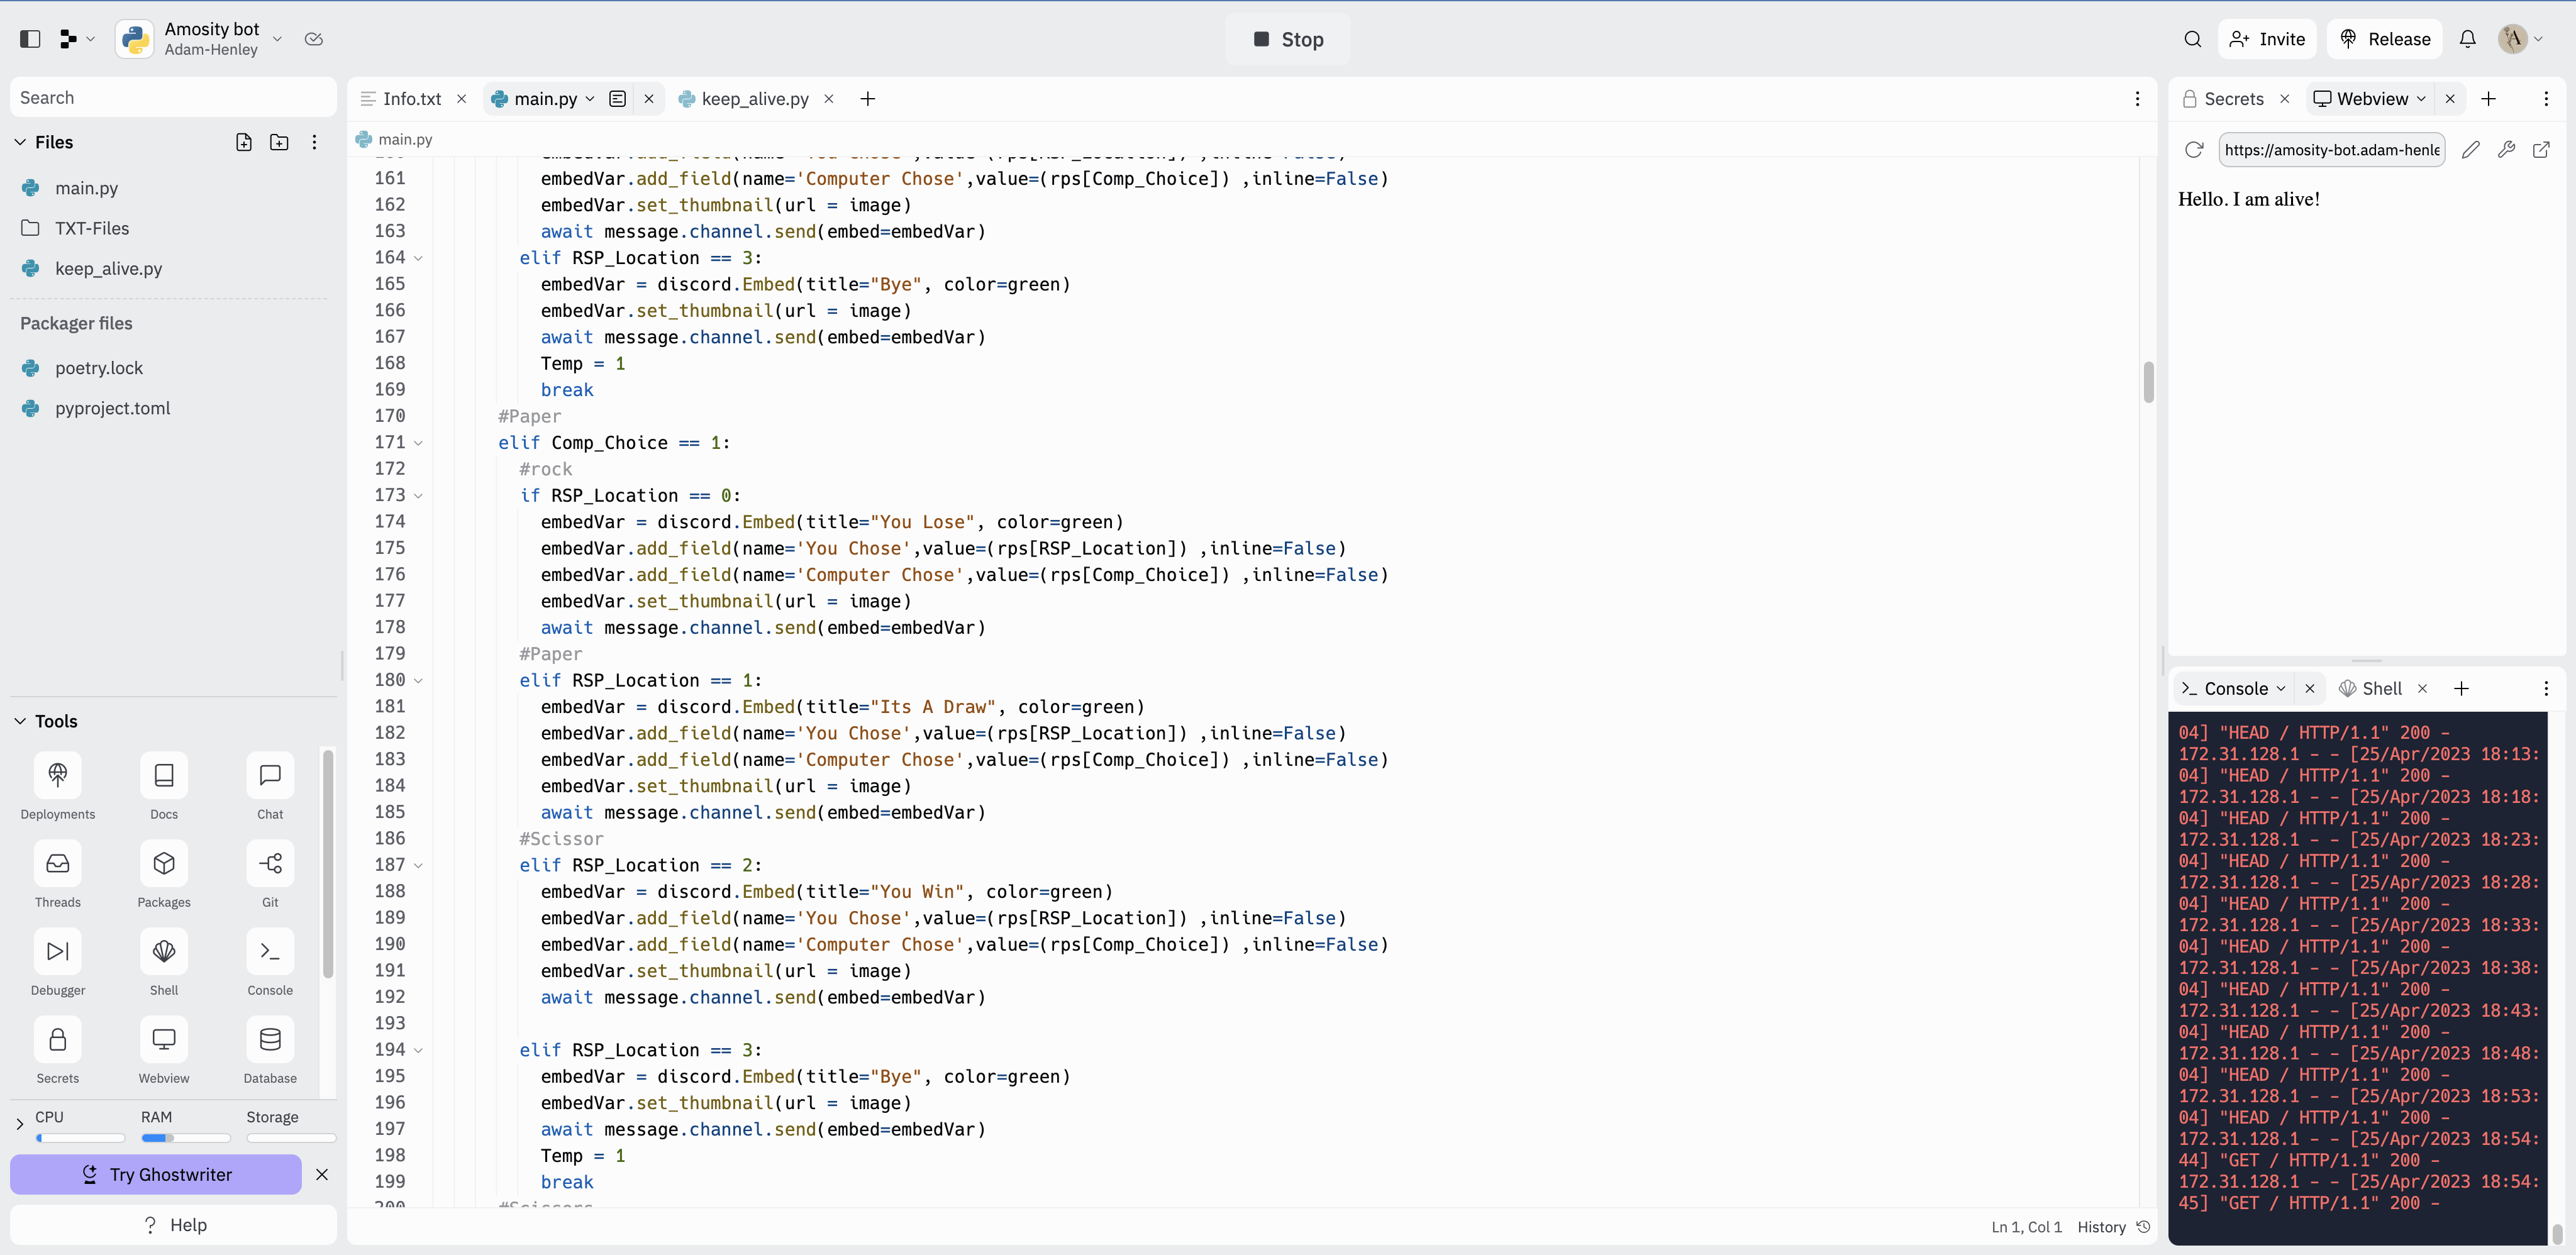 Amosity bot
Adam-Henley
Stop
Invite
Release
Search
Files
main.py
TXT-Files
keep_alive.py
Packager files
poetry.lock
pyproject.toml
Tools
Deployments
Docs
Chat
Threads
Packages
Git
Debugger
Shell
Console
Secrets
Webview
Database
CPU
RAM
Storage
Try Ghostwriter
? Help
Info.txt
main.py
keep_alive.py
main.py
161 embedVar.add_field(name='Computer Chose',value=(rps[Comp_Choice]) ,inline=False)
162 embedVar.set_thumbnail(url = image)
163 await message.channel.send(embed=embedVar)
164 elif RSP_Location == 3:
165 embedVar = discord.Embed(title="Bye", color=green)
166 embedVar.set_thumbnail(url = image)
167 await message.channel.send(embed=embedVar)
168 Temp = 1
169 break
170 #Paper
171 elif Comp_Choice == 1:
172 #rock
173 if RSP_Location == 0:
174 embedVar = discord.Embed(title="You Lose", color=green)
175 embedVar.add_field(name='You Chose',value=(rps[RSP_Location]) ,inline=False)
176 embedVar.add_field(name='Computer Chose',value=(rps[Comp_Choice]) ,inline=False)
177 embedVar.set_thumbnail(url = image)
178 await message.channel.send(embed=embedVar)
179 #Paper
180 elif RSP_Location == 1:
181 embedVar = discord.Embed(title="Its A Draw", color=green)
182 embedVar.add_field(name='You Chose',value=(rps[RSP_Location]) ,inline=False)
183 embedVar.add_field(name='Computer Chose',value=(rps[Comp_Choice]) ,inline=False)
184 embedVar.set_thumbnail(url = image)
185 await message.channel.send(embed=embedVar)
186 #Scissor
187 elif RSP_Location == 2:
188 embedVar = discord.Embed(title="You Win", color=green)
189 embedVar.add_field(name='You Chose',value=(rps[RSP_Location]) ,inline=False)
190 embedVar.add_field(name='Computer Chose',value=(rps[Comp_Choice]) ,inline=False)
191 embedVar.set_thumbnail(url = image)
192 await message.channel.send(embed=embedVar)
193
194 elif RSP_Location == 3:
195 embedVar = discord.Embed(title="Bye", color=green)
196 embedVar.set_thumbnail(url = image)
197 await message.channel.send(embed=embedVar)
198 Temp = 1
199 break
Ln 1, Col 1 History
Secrets
Webview
https://amosity-bot.adam-henle
Hello. I am alive!
Console
Shell
04] "HEAD / HTTP/1.1" 200 -
172.31.128.1 - - [25/Apr/2023 18:13:
04] "HEAD / HTTP/1.1" 200 -
172.31.128.1 - - [25/Apr/2023 18:18:
04] "HEAD / HTTP/1.1" 200 -
172.31.128.1 - - [25/Apr/2023 18:23:
04] "HEAD / HTTP/1.1" 200 -
172.31.128.1 - - [25/Apr/2023 18:28:
04] "HEAD / HTTP/1.1" 200 -
172.31.128.1 - - [25/Apr/2023 18:33:
04] "HEAD / HTTP/1.1" 200 -
172.31.128.1 - - [25/Apr/2023 18:38:
04] "HEAD / HTTP/1.1" 200 -
172.31.128.1 - - [25/Apr/2023 18:43:
04] "HEAD / HTTP/1.1" 200 -
172.31.128.1 - - [25/Apr/2023 18:48:
04] "HEAD / HTTP/1.1" 200 -
172.31.128.1 - - [25/Apr/2023 18:53:
04] "HEAD / HTTP/1.1" 200 -
172.31.128.1 - - [25/Apr/2023 18:54:
44] "GET / HTTP/1.1" 200 -
172.31.128.1 - - [25/Apr/2023 18:54:
45] "GET / HTTP/1.1" 200 -